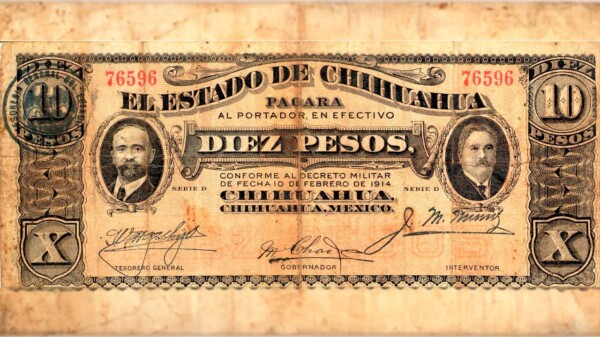 DIEZ
10
PESOS
76596
EL ESTADO DE CHIHUAHUA
76596
DIEZ
10
PESOS
PAGARA
AL PORTADOR, EN EFECTIVO
DIEZ PESOS,
CONFORME AL DECRETO MILITAR
SERIE D DE FECHA 10 DE FEBRERO DE 1914 SERIE D
CHIHUAHUA
CHIHUAHUA, MEXICO.
X X
TESORERO GENERAL GOBERNADOR INTERVENTOR